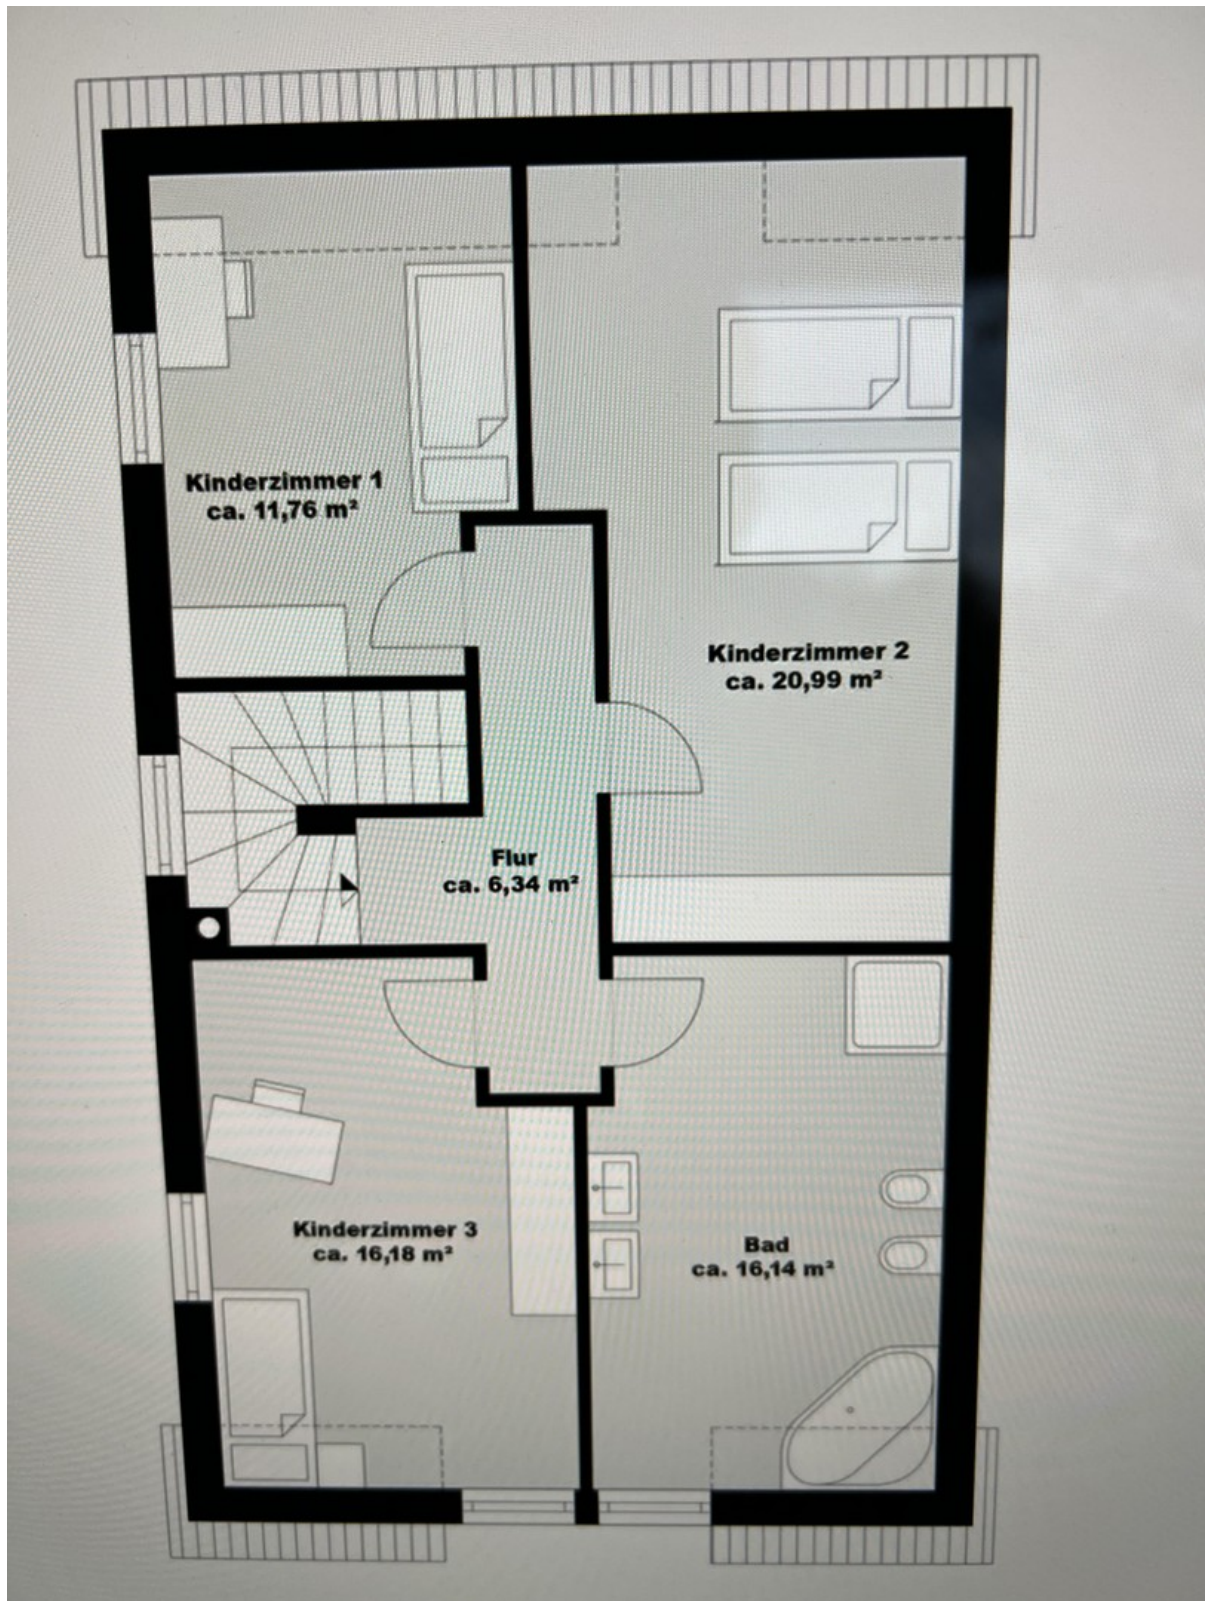 Kinderzimmer 1
ca. 11,76 m²
Kinderzimmer 2
ca. 20,99 m²
Flur
ca. 6,34 m²
Kinderzimmer 3
ca. 16,18 m²
Bad
ca. 16,14 m²